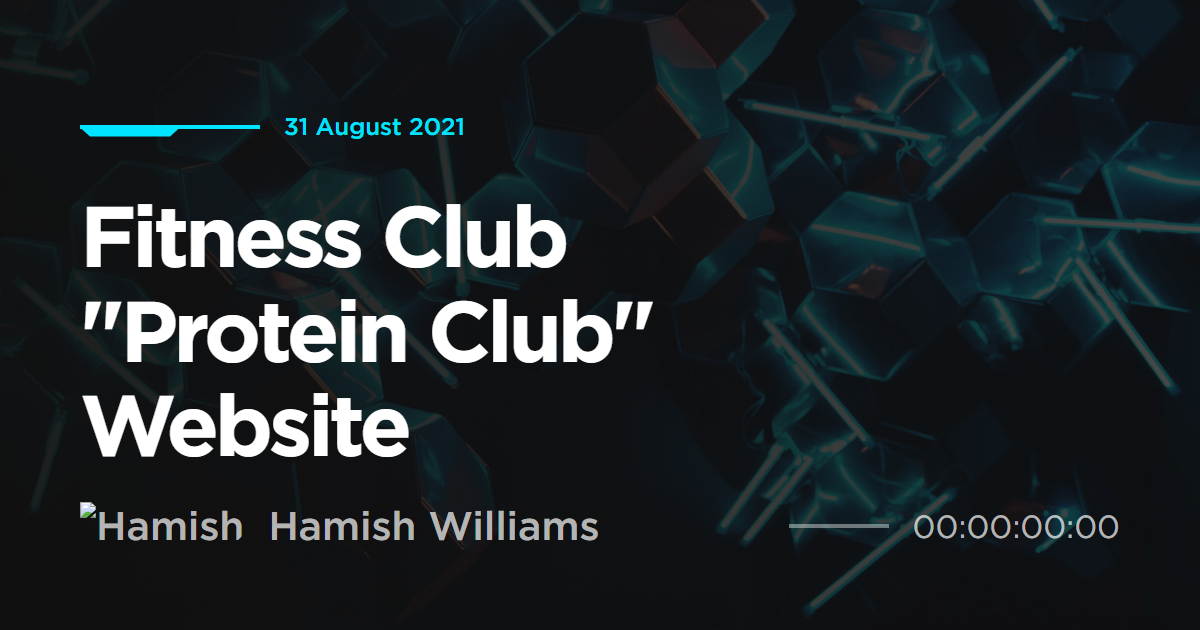 31 August 2021
Fitness Club
"Protein Club"
Website
Hamish Hamish Williams
00:00:00:00